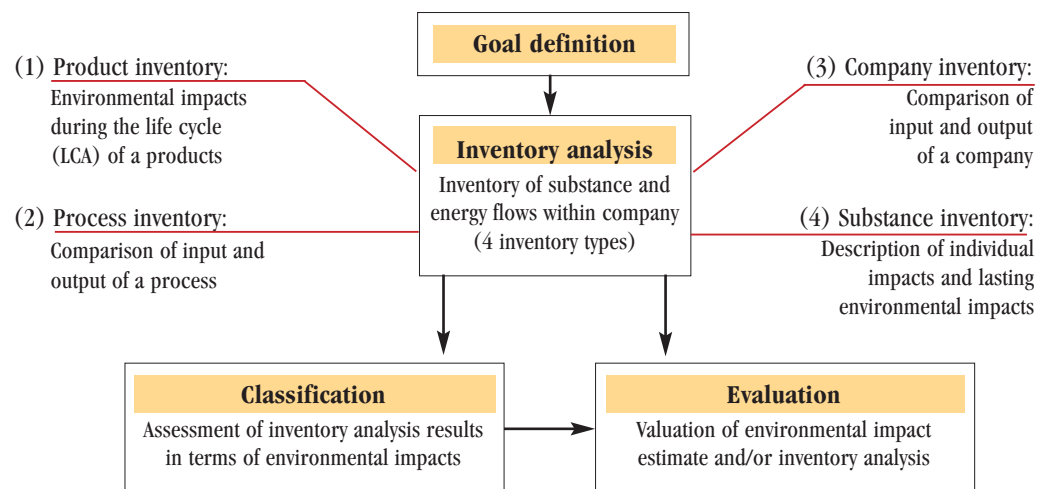 Goal definition
(1) Product inventory:
Environmental impacts
during the life cycle
(LCA) of a products
(2) Process inventory:
Comparison of input and
output of a process
Inventory analysis
Inventory of substance and
energy flows within company
(4 inventory types)
(3) Company inventory:
Comparison of
input and output
of a company
(4) Substance inventory:
Description of individual
impacts and lasting
environmental impacts
Classification
Assessment of inventory analysis results
in terms of environmental impacts
Evaluation
Valuation of environmental impact
estimate and/or inventory analysis